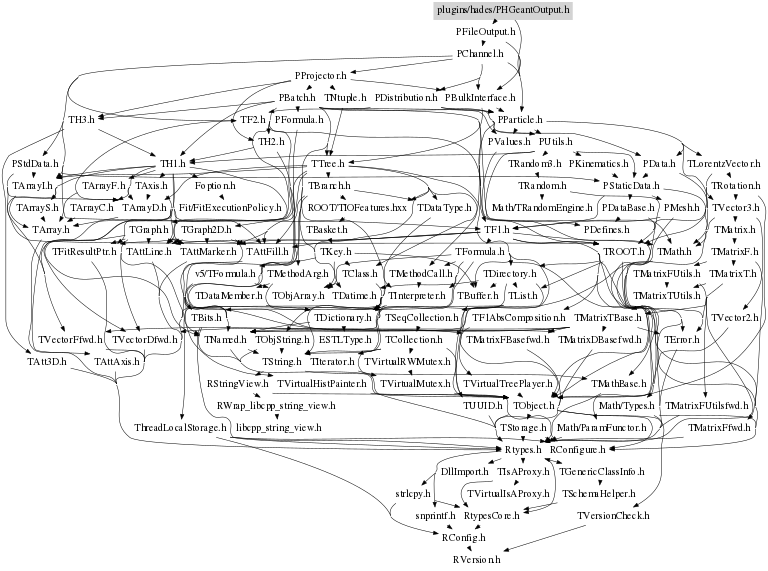 plugins/hades/PHGeantOutput.h
PFileOutput.h
PChannel.h
PProjector.h
PBatch.h TNtuple.h PDistribution.h PBulkInterface.h
TH3.h TF2.h PFormula.h PParticle.h
TH2.h PValues.h PUtils.h
PStdData.h TH1.h TTree.h TRandom3.h PKinematics.h PData.h TLorentzVector.h
TArrayI.h TArrayF.h TAxis.h Foption.h TBranch.h TRandom.h PStaticData.h TRotation.h
TArrayS.h TArrayC.h TArrayD.h Fit/FitExecutionPolicy.h ROOT/TIOFeatures.hxx TDataType.h Math/TRandomEngine.h PDataBase.h PMesh.h TVector3.h
TArray.h TGraph.h TGraph2D.h TBasket.h TF1.h PDefines.h TMatrix.h
TFitResultPtr.h TAttLine.h TAttMarker.h TAttFill.h TKey.h TFormula.h TROOT.h TMath.h TMatrixF.h
v5/TFormula.h TMethodArg.h TClass.h TMethodCall.h TDirectory.h TMatrixFUtils.h TMatrixT.h
TDataMember.h TObjArray.h TDatime.h TInterpreter.h TBuffer.h TList.h TMatrixTUtils.h
TBits.h TDictionary.h TSeqCollection.h TF1AbsComposition.h TMatrixTBase.h TVector2.h
TVectorFfwd.h TVectorDfwd.h TNamed.h TObjString.h ESTLType.h TCollection.h TMatrixFBasefwd.h TMatrixDBasefwd.h TError.h
TAtt3D.h TAttAxis.h TString.h TIterator.h TVirtualRWMutex.h
RStringView.h TVirtualHistPainter.h TVirtualMutex.h TVirtualTreePlayer.h TMathBase.h
RWrap_libcpp_string_view.h TUUID.h TObject.h Math/Types.h TMatrixFUtilsfwd.h
ThreadLocalStorage.h libcpp_string_view.h TStorage.h Math/ParamFunctor.h TMatrixFfwd.h
Rtypes.h RConfigure.h
DllImport.h TIsAProxy.h TGenericClassInfo.h
strlcpy.h TVirtualIsAProxy.h TSchemaHelper.h
snprintf.h RtypesCore.h TVersionCheck.h
RConfig.h
RVersion.h